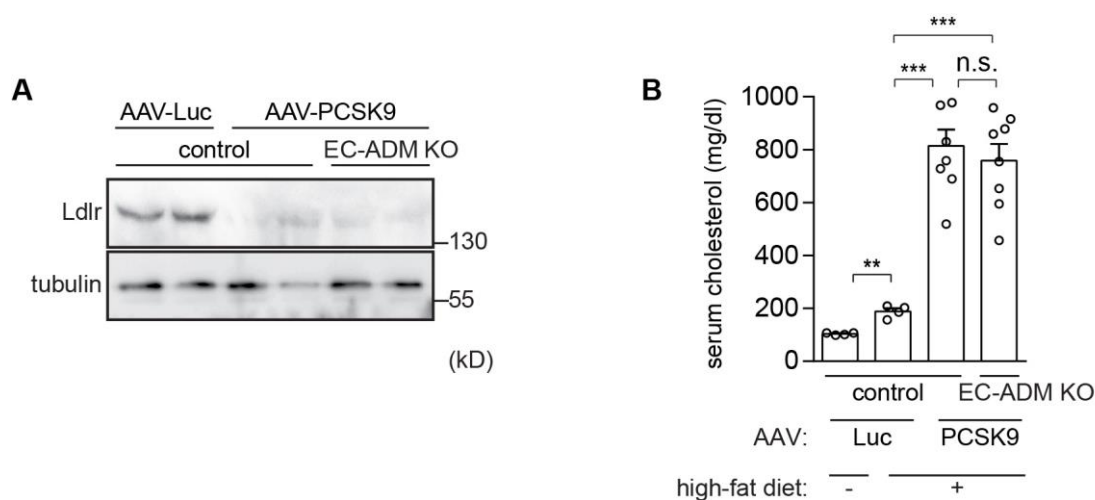 A
AAV-Luc AAV-PCSK9
control EC-ADM KO
Ldlr
130
tubulin
55
(kD)
B
***
*** n.s.
**
serum cholesterol (mg/dl)
1000
800
600
400
200
0
control EC-ADM KO
AAV: Luc PCSK9
high-fat diet: - +